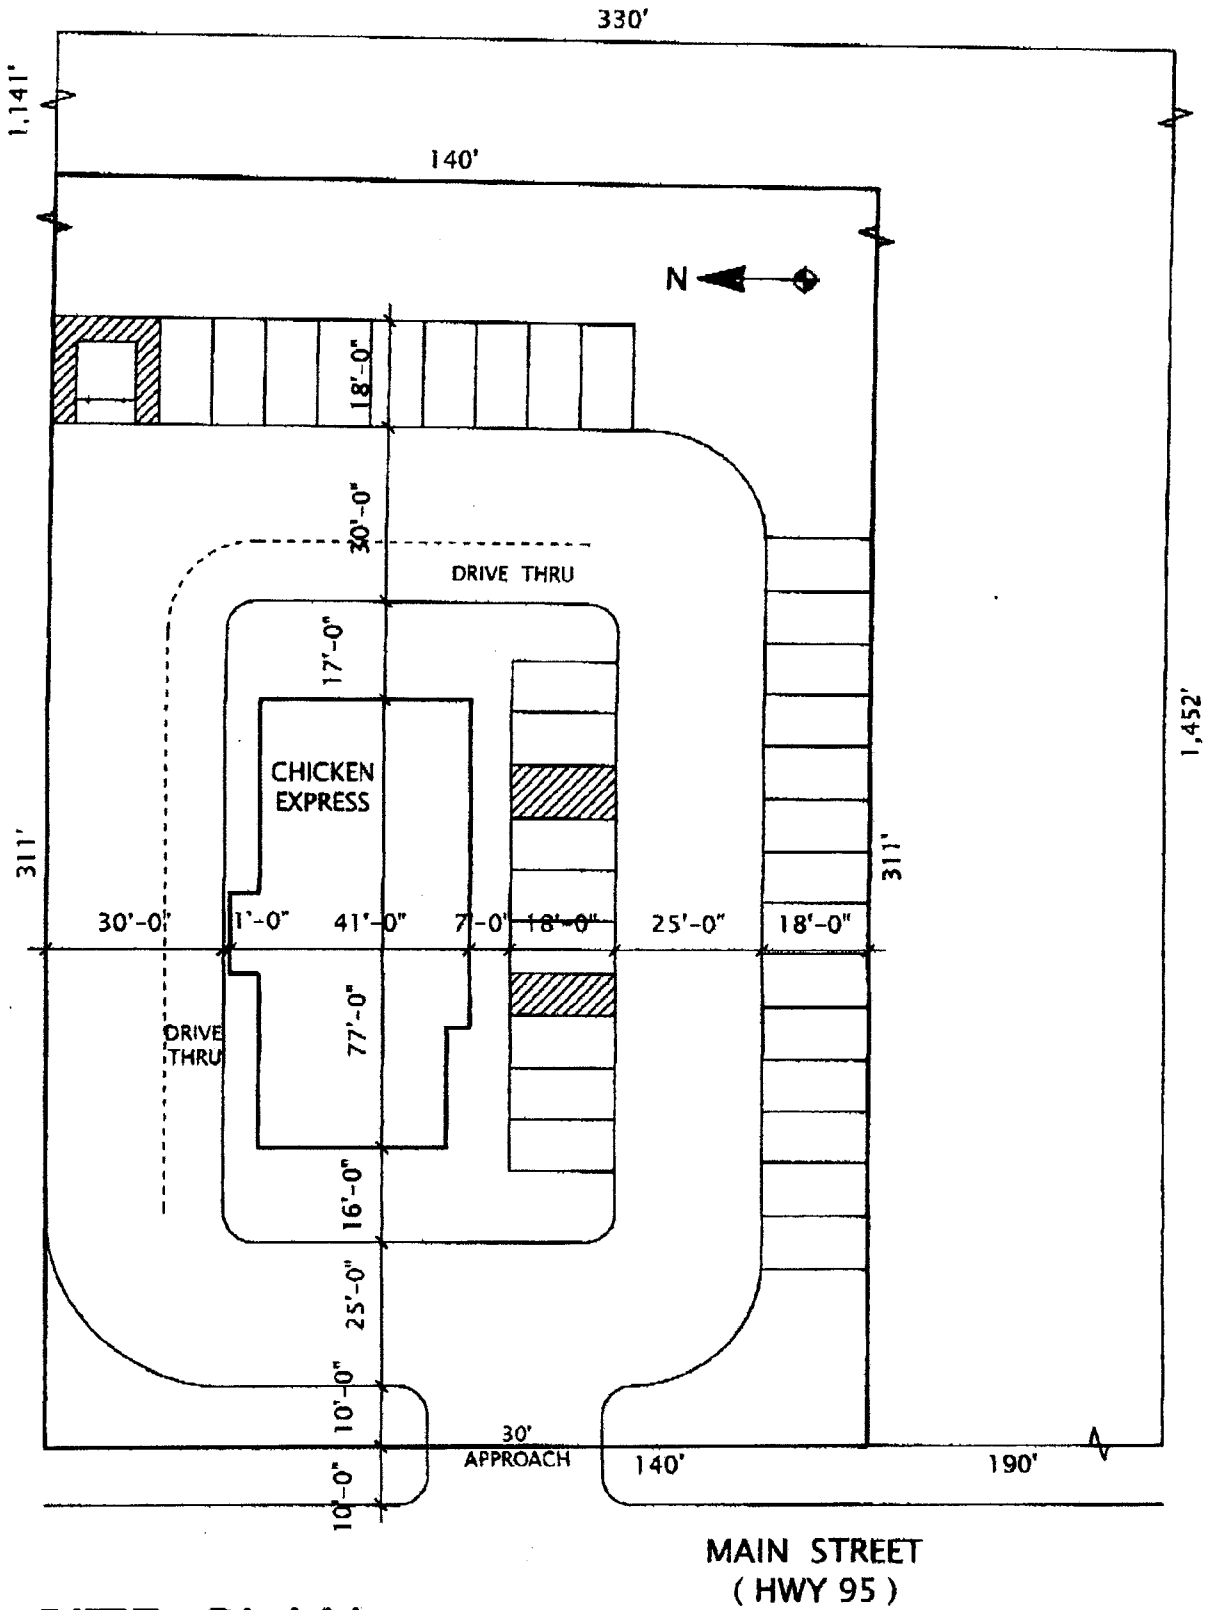 330'
1,141'
140'
N
18'-0"
30'-0"
DRIVE THRU
17'-0"
CHICKEN
EXPRESS
1,452'
311'
311'
30'-0"
1'-0"
41'-0"
7'-0"
18'-0"
25'-0"
18'-0"
77'-0"
DRIVE
THRU
16'-0"
25'-0"
10'-0"
30'
APPROACH
140'
190'
10'-0"
MAIN STREET
( HWY 95 )